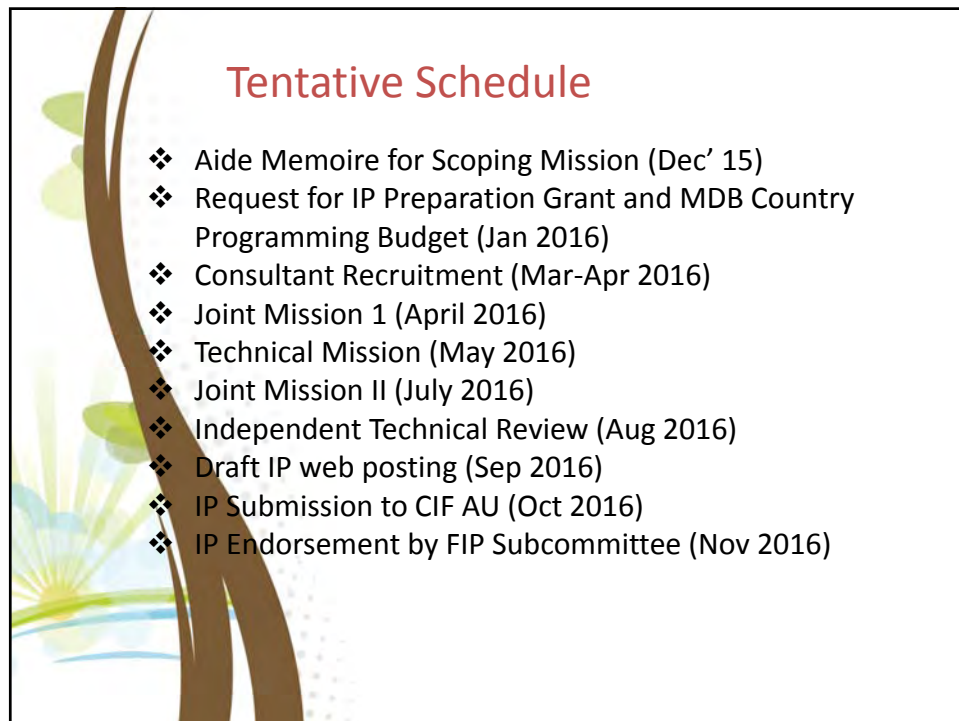 Tentative Schedule
❖ Aide Memoire for Scoping Mission (Dec’ 15)
❖ Request for IP Preparation Grant and MDB Country
Programming Budget (Jan 2016)
❖ Consultant Recruitment (Mar-Apr 2016)
❖ Joint Mission 1 (April 2016)
❖ Technical Mission (May 2016)
❖ Joint Mission II (July 2016)
❖ Independent Technical Review (Aug 2016)
❖ Draft IP web posting (Sep 2016)
❖ IP Submission to CIF AU (Oct 2016)
❖ IP Endorsement by FIP Subcommittee (Nov 2016)